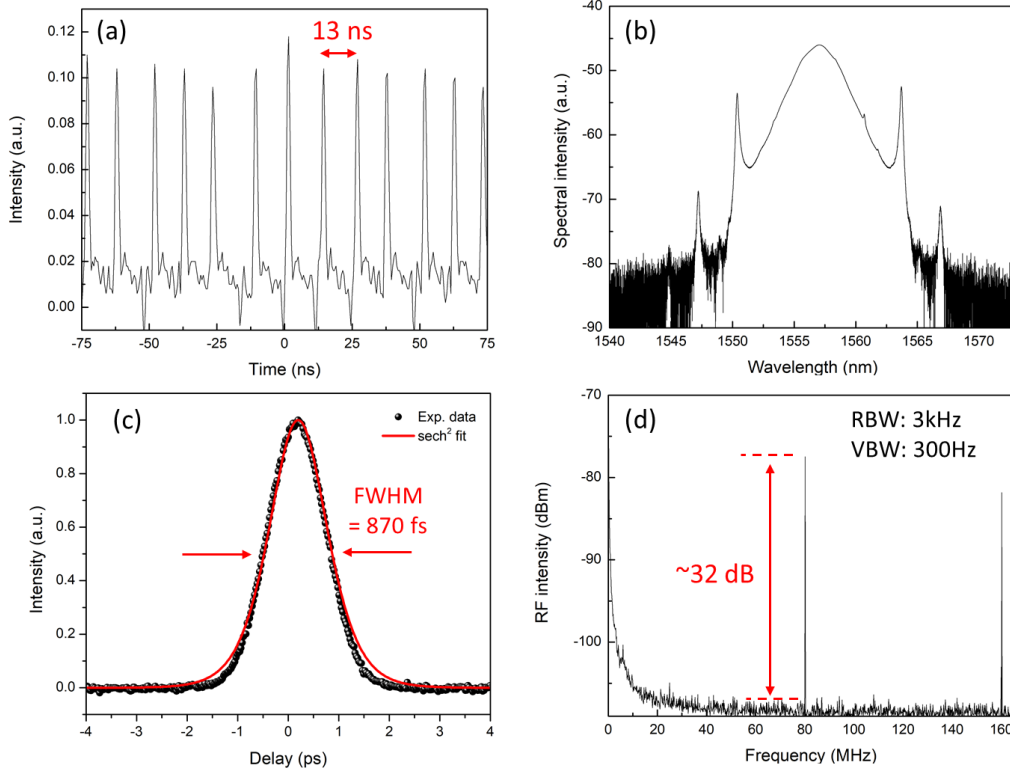 (a)
13 ns
0.12
0.10
0.08
0.06
0.04
0.02
0.00
Intensity (a.u.)
-75
-50
-25
0
25
50
75
Time (ns)
(b)
-40
-50
-60
-70
-80
-90
Spectral intensity (a.u.)
1540
1545
1550
1555
1560
1565
1570
Wavelength (nm)
(c)
Exp. data
sech² fit
FWHM
= 870 fs
1.0
0.8
0.6
0.4
0.2
0.0
Intensity (a.u.)
-4
-3
-2
-1
0
1
2
3
4
Delay (ps)
(d)
RBW: 3kHz
VBW: 300Hz
~32 dB
-70
-80
-90
-100
RF intensity (dBm)
0
20
40
60
80
100
120
140
160
Frequency (MHz)